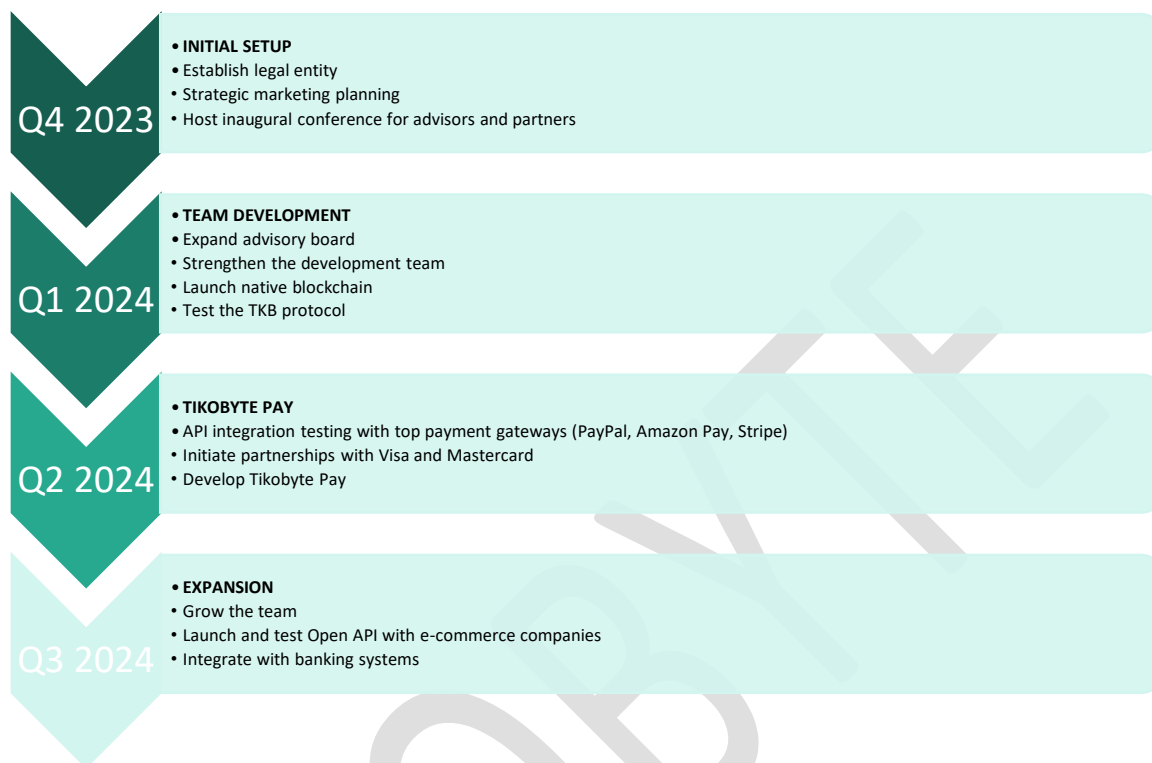 Q4 2023
• INITIAL SETUP
• Establish legal entity
• Strategic marketing planning
• Host inaugural conference for advisors and partners
Q1 2024
• TEAM DEVELOPMENT
• Expand advisory board
• Strengthen the development team
• Launch native blockchain
• Test the TKB protocol
Q2 2024
• TIKOBYTE PAY
• API integration testing with top payment gateways (PayPal, Amazon Pay, Stripe)
• Initiate partnerships with Visa and Mastercard
• Develop Tikobyte Pay
Q3 2024
• EXPANSION
• Grow the team
• Launch and test Open API with e-commerce companies
• Integrate with banking systems
OBYTE